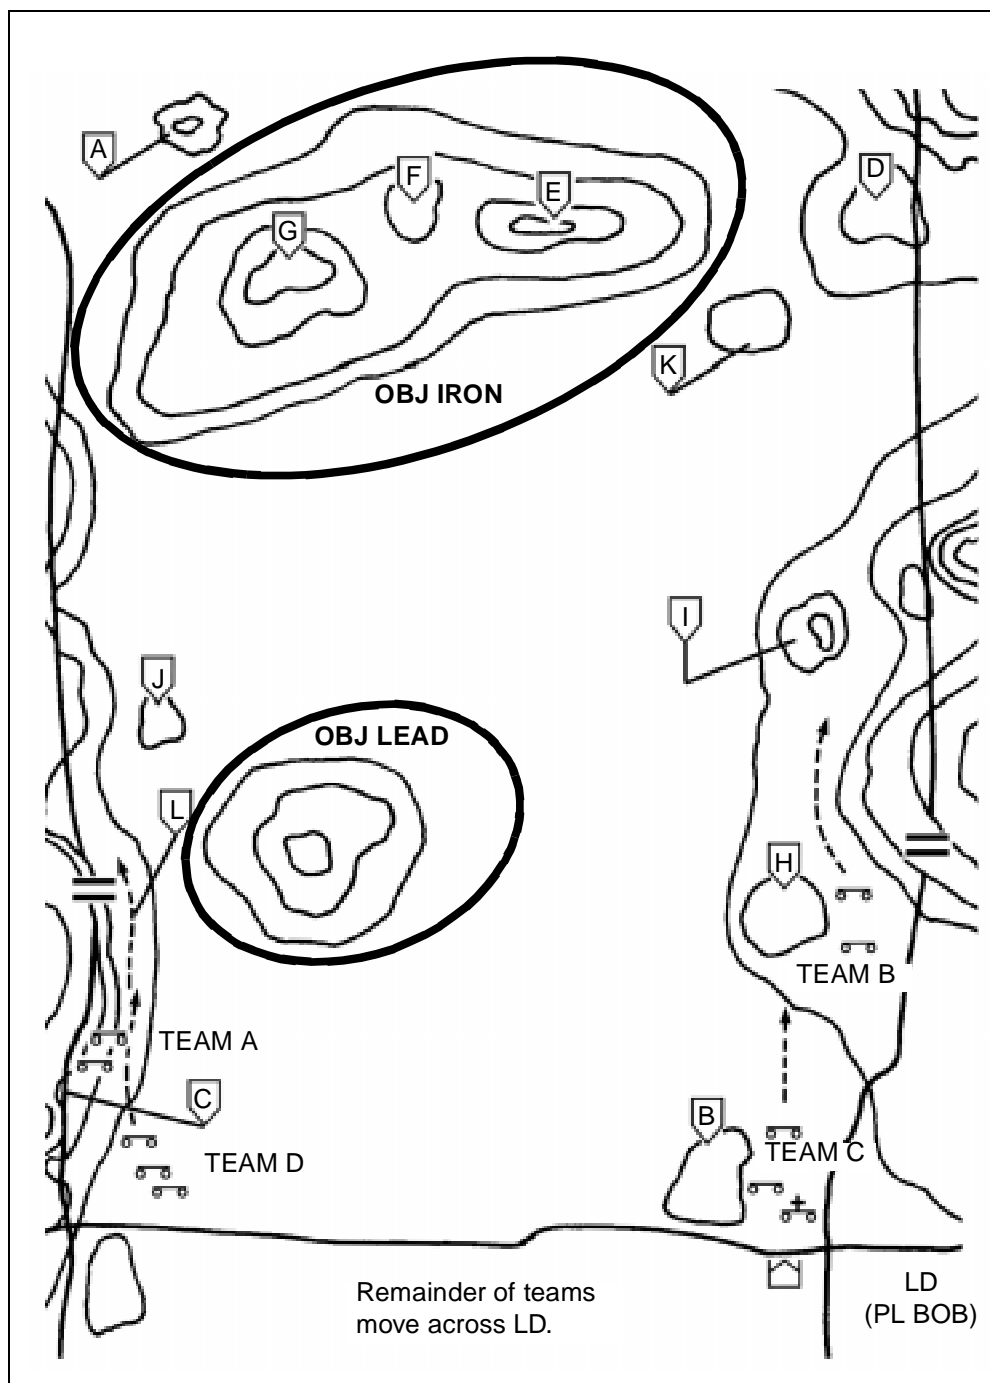 A
F
E
D
G
K
OBJ IRON
I
J
OBJ LEAD
L
H
TEAM B
TEAM A
C
B
TEAM C
TEAM D
Remainder of teams
move across LD.
LD
(PL BOB)